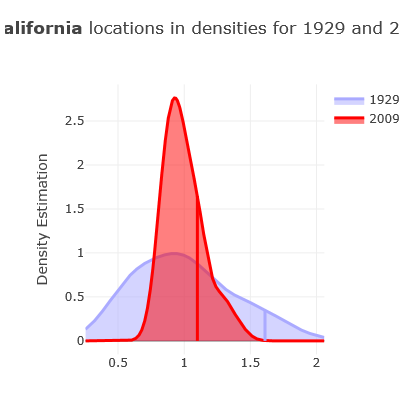 alifornia locations in densities for 1929 and 2
1929
2009
Density Estimation
2.5
2
1.5
1
0.5
0
0.5 1 1.5 2